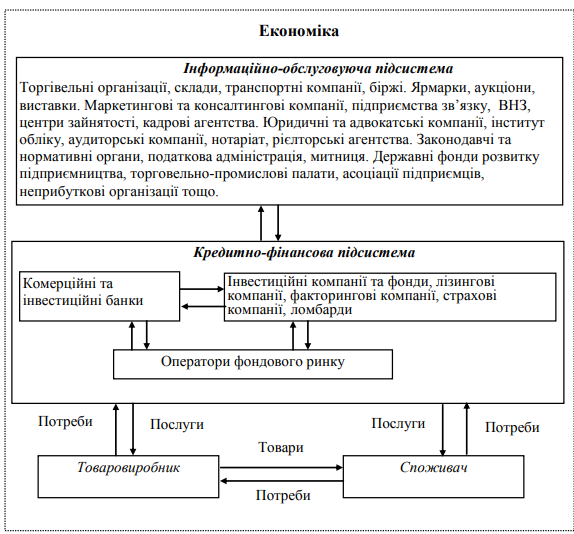 Економіка
Інформаційно-обслуговуюча підсистема
Торгівельні організації, склади, транспортні компанії, біржі. Ярмарки, аукціони,
виставки. Маркетингові та консалтингові компанії, підприємства зв’язку, ВНЗ,
центри зайнятості, кадрові агентства. Юридичні та адвокатські компанії, інститут
обліку, аудиторські компанії, нотаріат, рієлторські агентства. Законодавчі та
нормативні органи, податкова адміністрація, митниця. Державні фонди розвитку
підприємництва, торговельно-промислові палати, асоціації підприємців,
неприбуткові організації тощо.
Кредитно-фінансова підсистема
Комерційні та
інвестиційні банки
Інвестиційні компанії та фонди, лізингові
компанії, факторингові компанії, страхові
компанії, ломбарди
Оператори фондового ринку
Потреби
Послуги
Послуги
Потреби
Товари
Товаровиробник
Споживач
Потреби